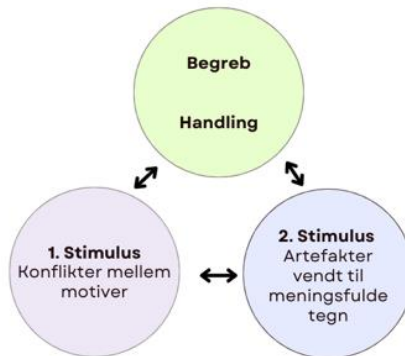 Begreb
Handling
1. Stimulus
Konflikter mellem
motiver
2. Stimulus
Artefakter
vendt til
meningsfulde
tegn